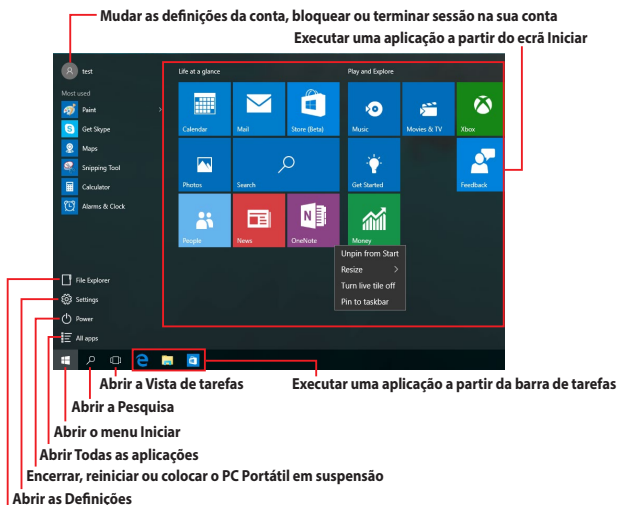 Mudar as definições da conta, bloquear ou terminar sessão na sua conta
Executar uma aplicação a partir do ecrã Iniciar
test
Most used
Paint
Get Skype
Maps
Snipping Tool
Calculator
Alarms & Clock
File Explorer
Settings
Power
All apps
Life at a glance
Calendar
Mail
Store (Beta)
Photos
Search
People
News
OneNote
Play and Explore
Music
Movies & TV
Xbox
Get Started
Feedback
Money
Unpin from Start
Resize
Turn live tile off
Pin to taskbar
Abrir a Vista de tarefas
Executar uma aplicação a partir da barra de tarefas
Abrir a Pesquisa
Abrir o menu Iniciar
Abrir Todas as aplicações
Encerrar, reiniciar ou colocar o PC Portátil em suspensão
Abrir as Definições